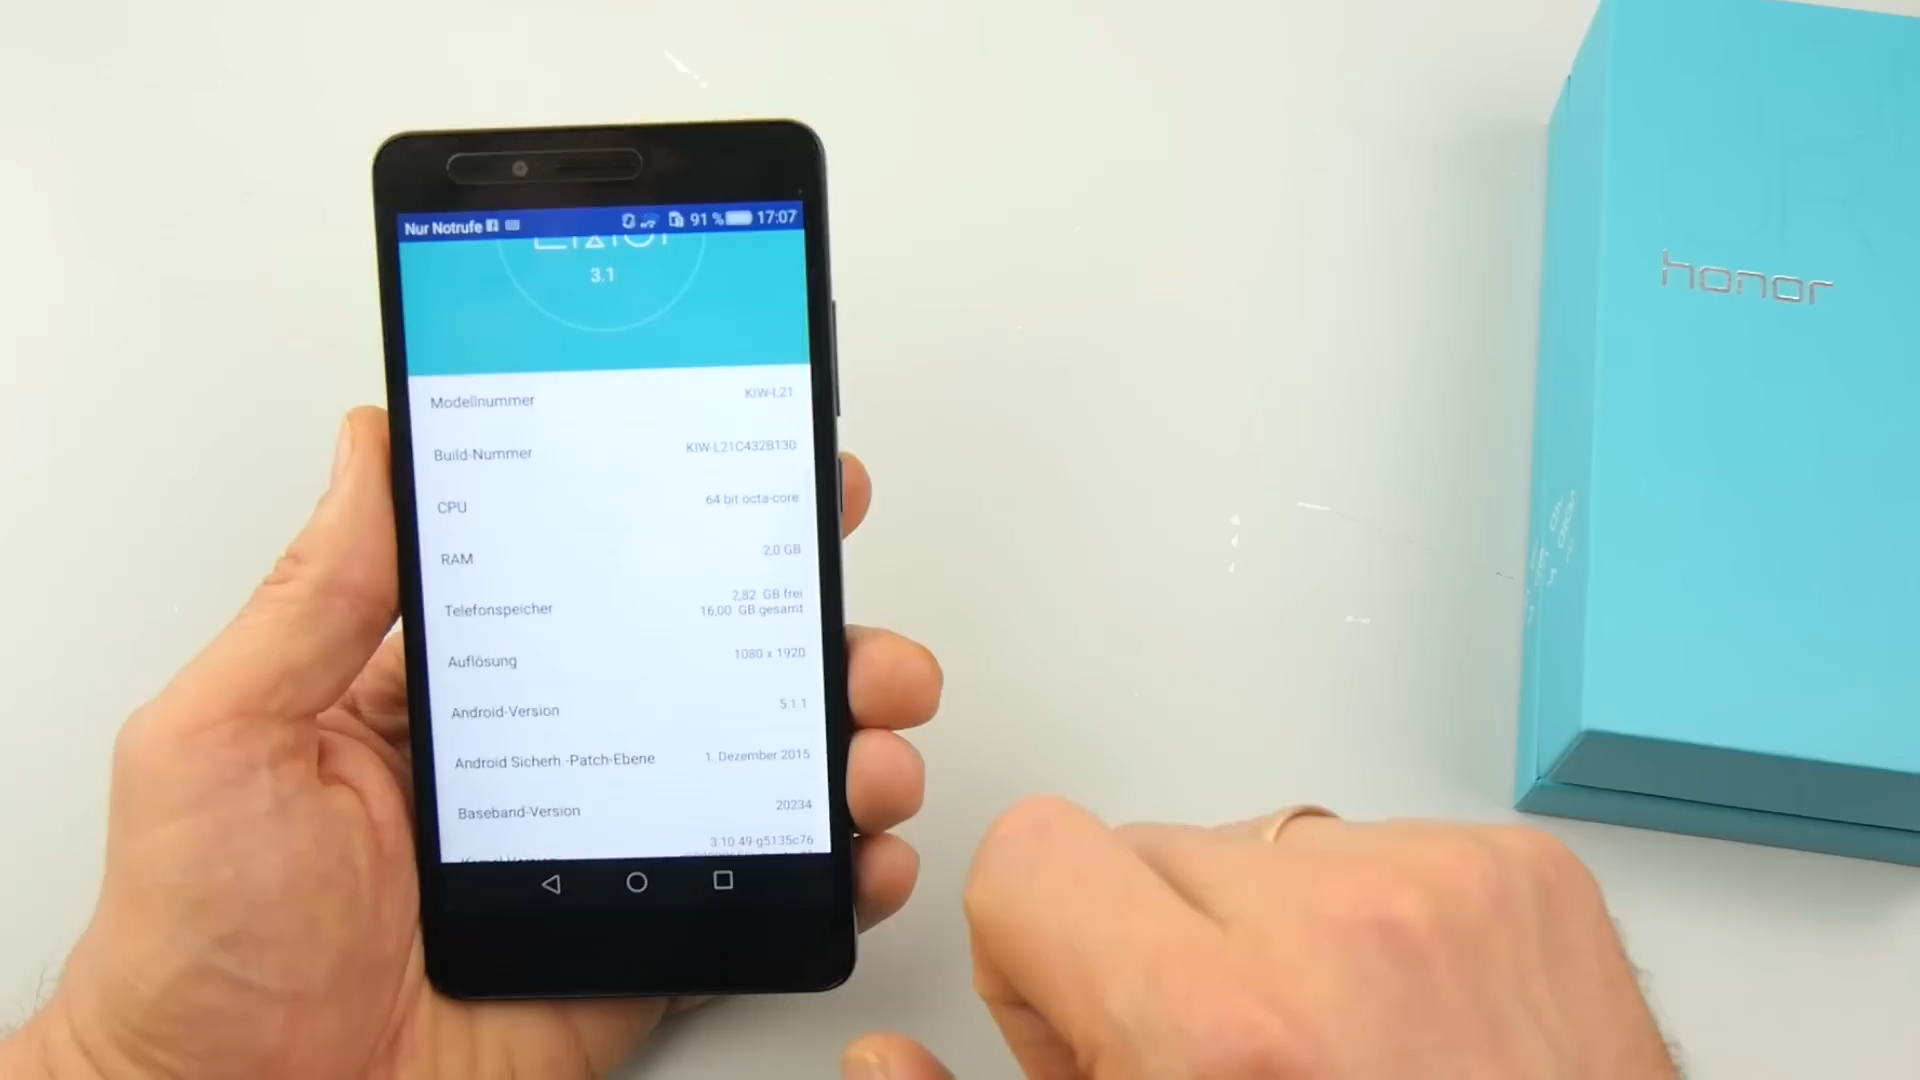 Nur Notrufe 91 % 17:07
3.1
Modellnummer KIW-L21
Build-Nummer KIW-L21C432B130
CPU 64 bit octa-core
RAM 2,0 GB
Telefonspeicher 2,82 GB frei
16,00 GB gesamt
Auflösung 1080 x 1920
Android-Version 5.1.1
Android Sicherh.-Patch-Ebene 1. Dezember 2015
Baseband-Version 20234
3.10.49-g5135c76
honor